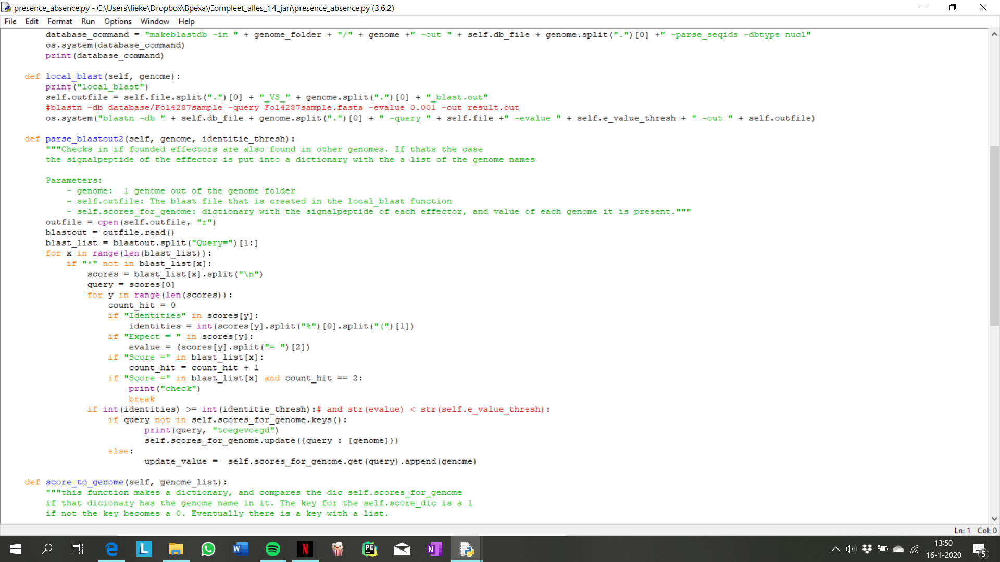 presence_absence.py - C:\Users\lieke\Dropbox\Bpexa\Compleet_alles_14_jan\presence_absence.py (3.6.2)
File Edit Format Run Options Window Help
        database_command = "makeblastdb -in " + genome_folder + "/" + genome +" -out " + self.db_file + genome.split(".")[0] +" -parse_seqids -dbtype nucl"
        os.system(database_command)
        print(database_command)
    def local_blast(self, genome):
        print("local_blast")
        self.outfile = self.file.split(".")[0] + "_VS_" + genome.split(".")[0] + "_blast.out"
        #blastn -db database/Fol4287sample -query Fol4287sample.fasta -evalue 0.001 -out result.out
        os.system("blastn -db " + self.db_file + genome.split(".")[0] + " -query " + self.file +" -evalue " + self.e_value_thresh + " -out " + self.outfile)
    def parse_blastout2(self, genome, identitie_thresh):
        """Checks in if founded effectors are also found in other genomes. If thats the case
        the signalpeptide of the effector is put into a dictionary with the a list of the genome names
        Parameters:
            - genome:  1 genome out of the genome folder
            - self.outfile: The blast file that is created in the local_blast function
            - self.scores_for_genome: dictionary with the signalpeptide of each effector, and value of each genome it is present."""
        outfile = open(self.outfile, "r")
        blastout = outfile.read()
        blast_list = blastout.split("Query=")[1:]
        for x in range(len(blast_list)):
            if "*" not in blast_list[x]:
                scores = blast_list[x].split("\n")
                query = scores[0]
                for y in range(len(scores)):
                    count_hit = 0
                    if "Identities" in scores[y]:
                        identities = int(scores[y].split("%")[0].split("(")[1])
                    if "Expect = " in scores[y]:
                        evalue = (scores[y].split("= ")[2])
                    if "Score =" in blast_list[x]:
                        count_hit = count_hit + 1
                    if "Score =" in blast_list[x] and count_hit == 2:
                        print("check")
                        break
                if int(identities) >= int(identitie_thresh):# and str(evalue) < str(self.e_value_thresh):
                    if query not in self.scores_for_genome.keys():
                           print(query, "toegevoegd")
                           self.scores_for_genome.update({query : [genome]})
                    else:
                           update_value =  self.scores_for_genome.get(query).append(genome)
    def score_to_genome(self, genome_list):
        """this function makes a dictionary, and compares the dic self.scores_for_genome
        if that dicionary has the genome name in it. The key for the self.score_dic is a 1
        if not the key becomes a 0. Eventually there is a key with a list.
Ln: 1 Col: 0
13:50
16-1-2020
5